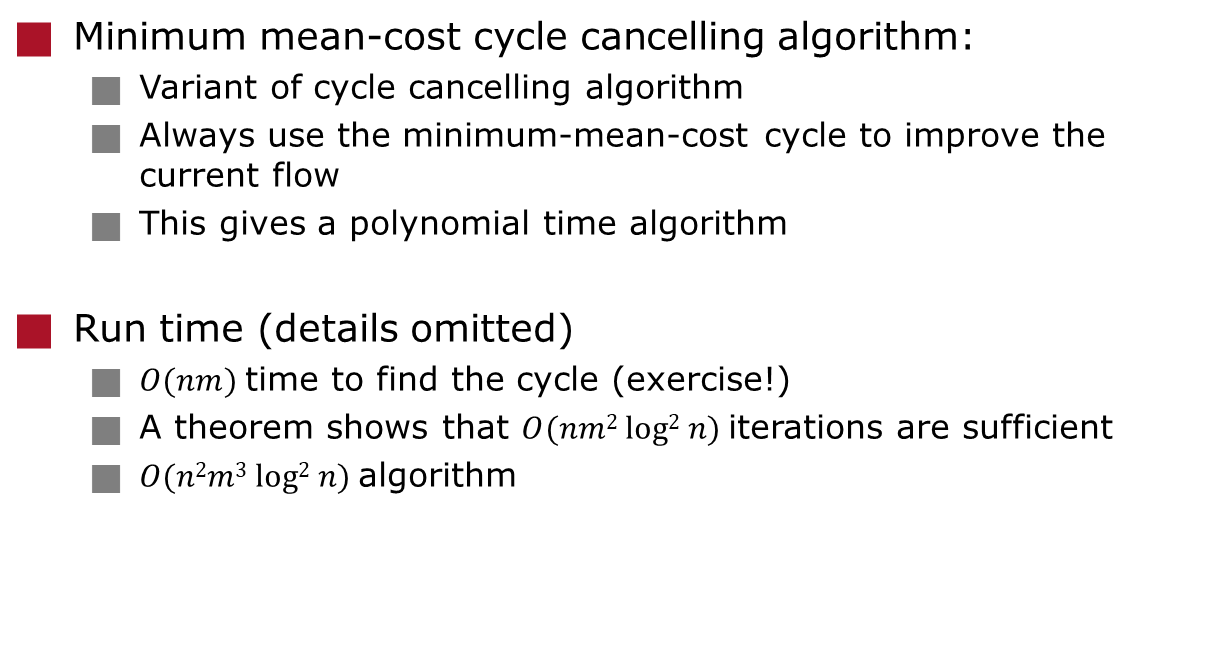 Minimum mean-cost cycle cancelling algorithm:
Variant of cycle cancelling algorithm
Always use the minimum-mean-cost cycle to improve the
current flow
This gives a polynomial time algorithm
Run time (details omitted)
O(nm) time to find the cycle (exercise!)
A theorem shows that O(nm² log² n) iterations are sufficient
O(n²m³ log² n) algorithm